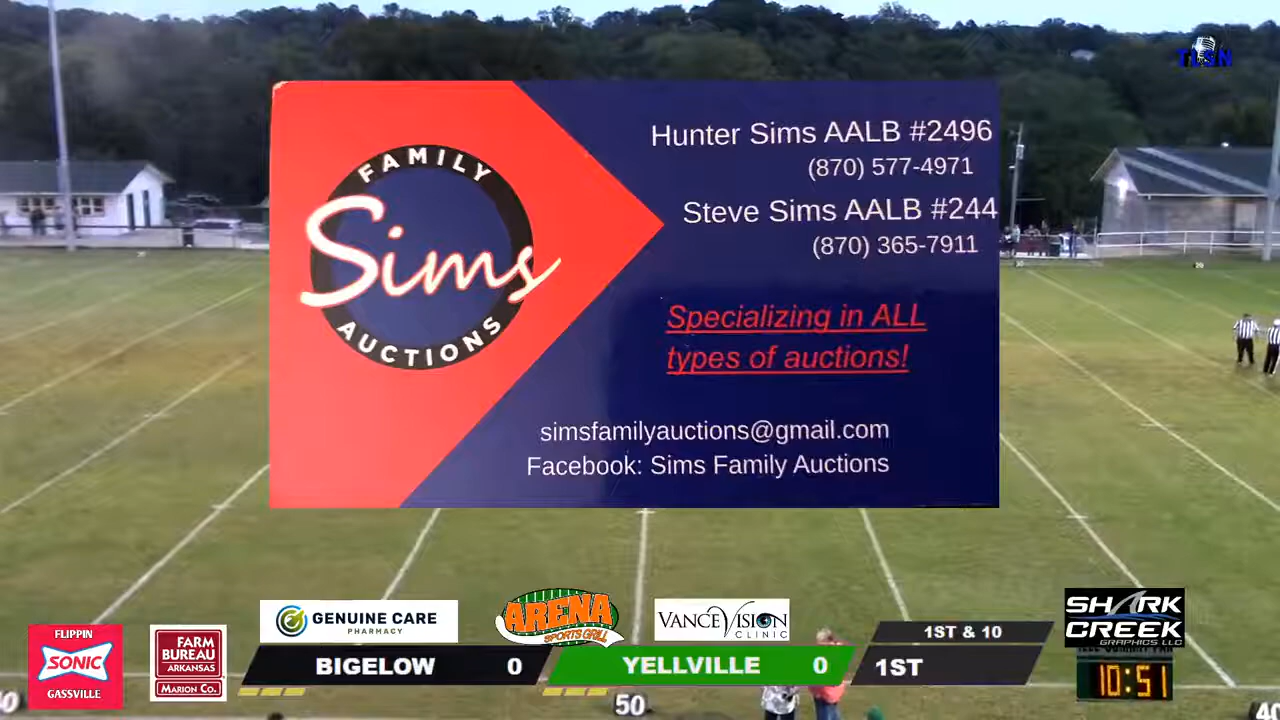 TLSN
FAMILY
Sims
AUCTIONS
Hunter Sims AALB #2496
(870) 577-4971
Steve Sims AALB #244
(870) 365-7911
Specializing in ALL
types of auctions!
simsfamilyauctions@gmail.com
Facebook: Sims Family Auctions
FLIPPIN
SONIC
GASSVILLE
FARM
BUREAU
ARKANSAS
MARION CO.
GENUINE CARE
PHARMACY
ARENA
SPORTS GRILL
VANCE VISION
CLINIC
BIGELOW 0
YELLVILLE 0
1ST & 10
1ST
SHARK
CREEK
GRAPHICS LLC
10:51
50
40